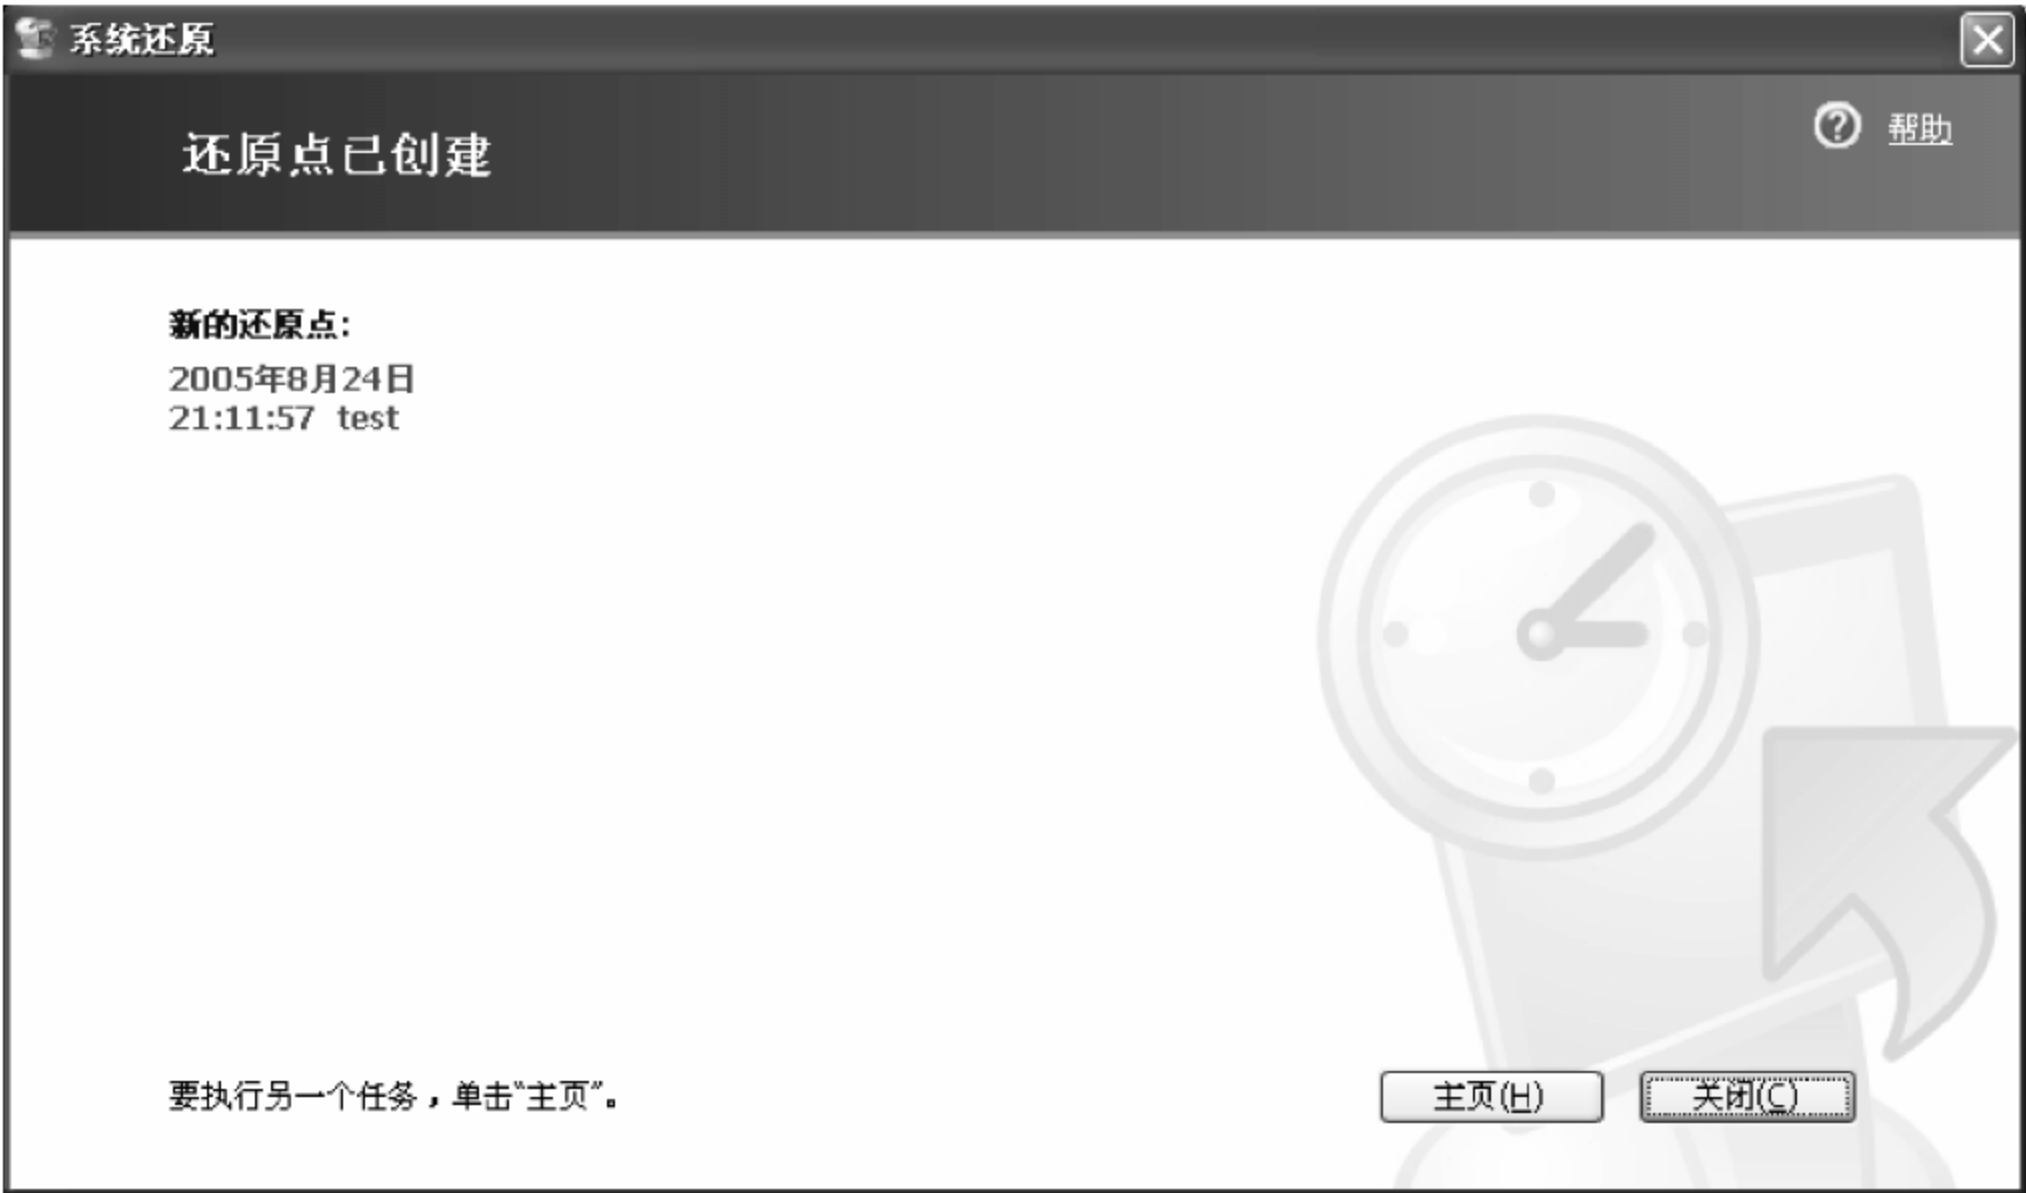 系统还原
还原点已创建
帮助
新的还原点:
2005年8月24日
21:11:57 test
要执行另一个任务，单击“主页”。
主页(H)
关闭(C)